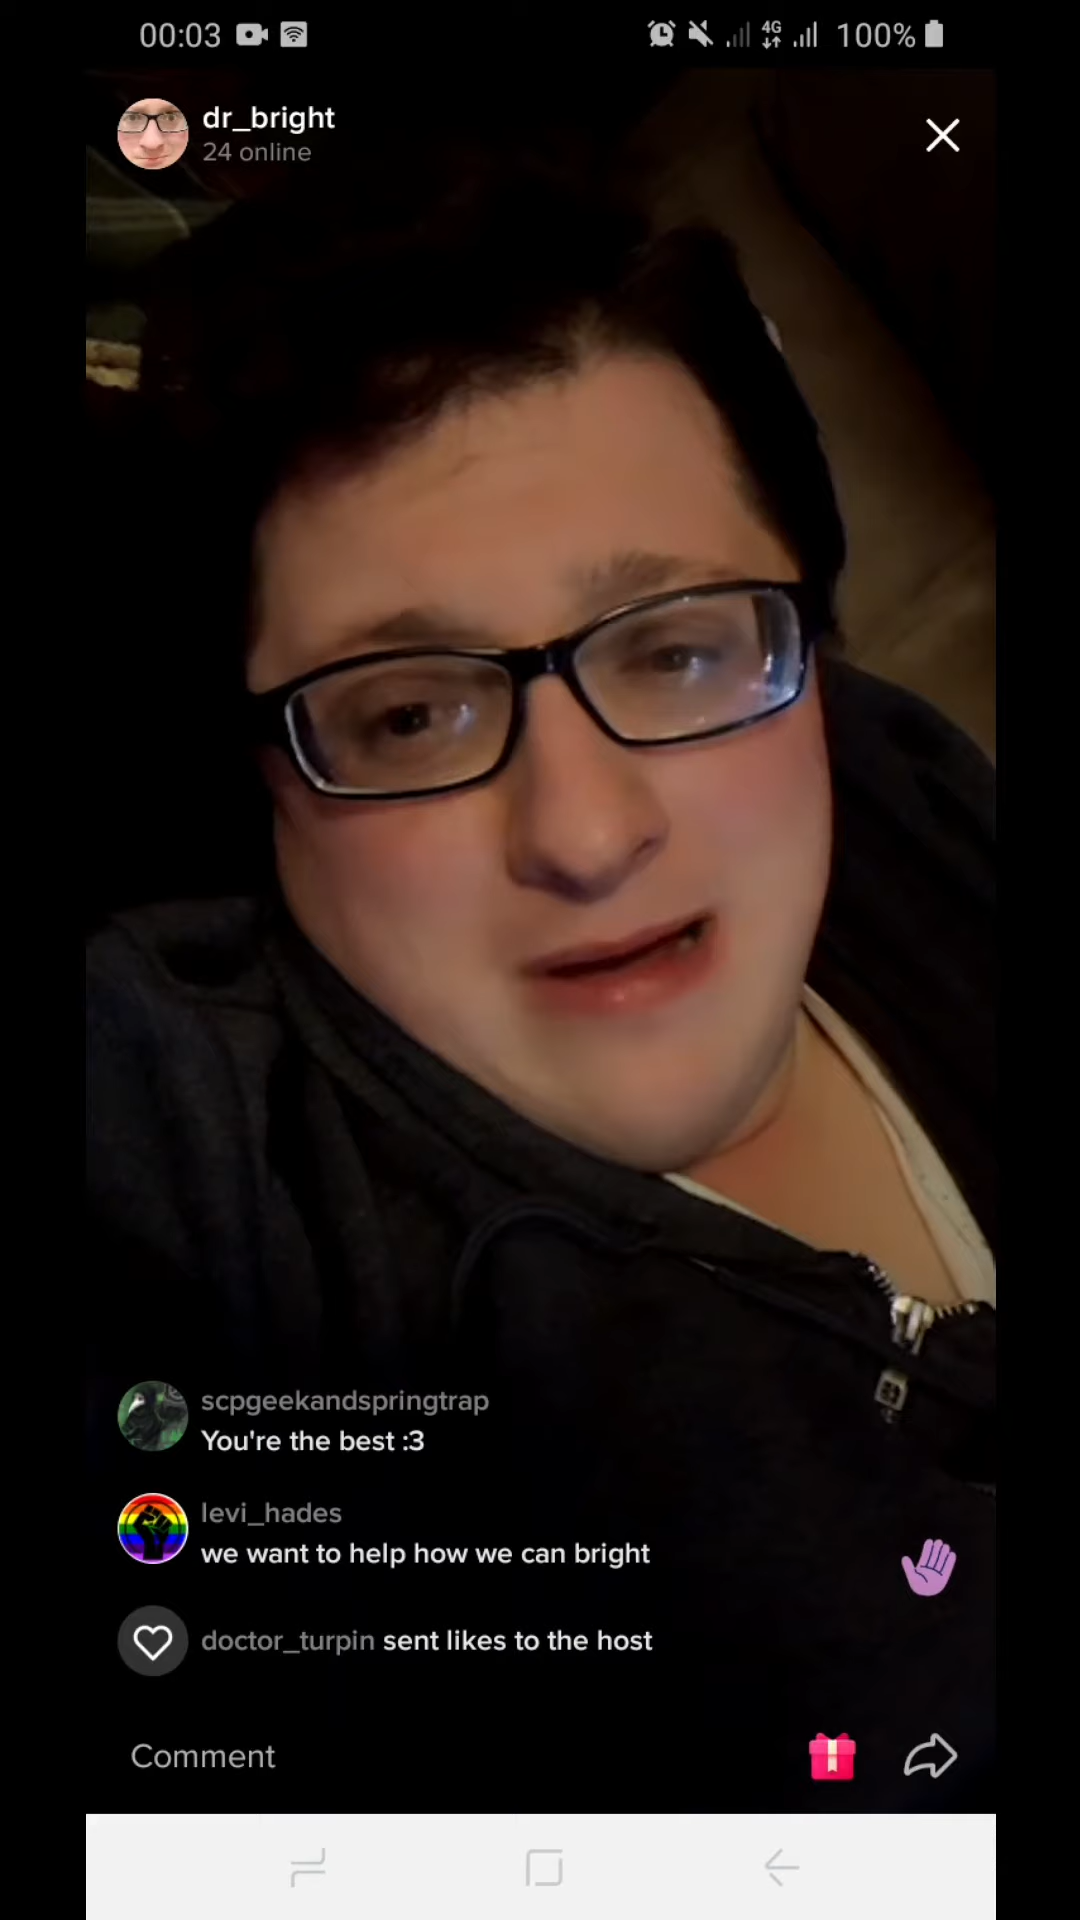 00:03 4G 100%
dr_bright
24 online
scpgeekandspringtrap
You're the best :3
levi_hades
we want to help how we can bright
doctor_turpin sent likes to the host
Comment